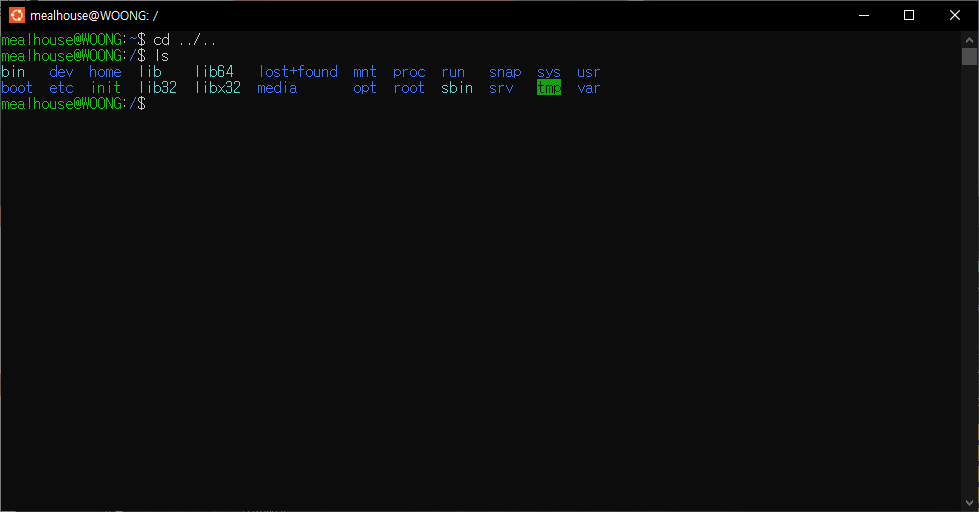 mealhouse@WOONG: /
mealhouse@WOONG:~$ cd ../..
mealhouse@WOONG:/$ ls
bin   dev  home  lib    lib64   lost+found  mnt  proc  run   snap  sys  usr
boot  etc  init  lib32  libx32  media       opt  root  sbin  srv   tmp  var
mealhouse@WOONG:/$